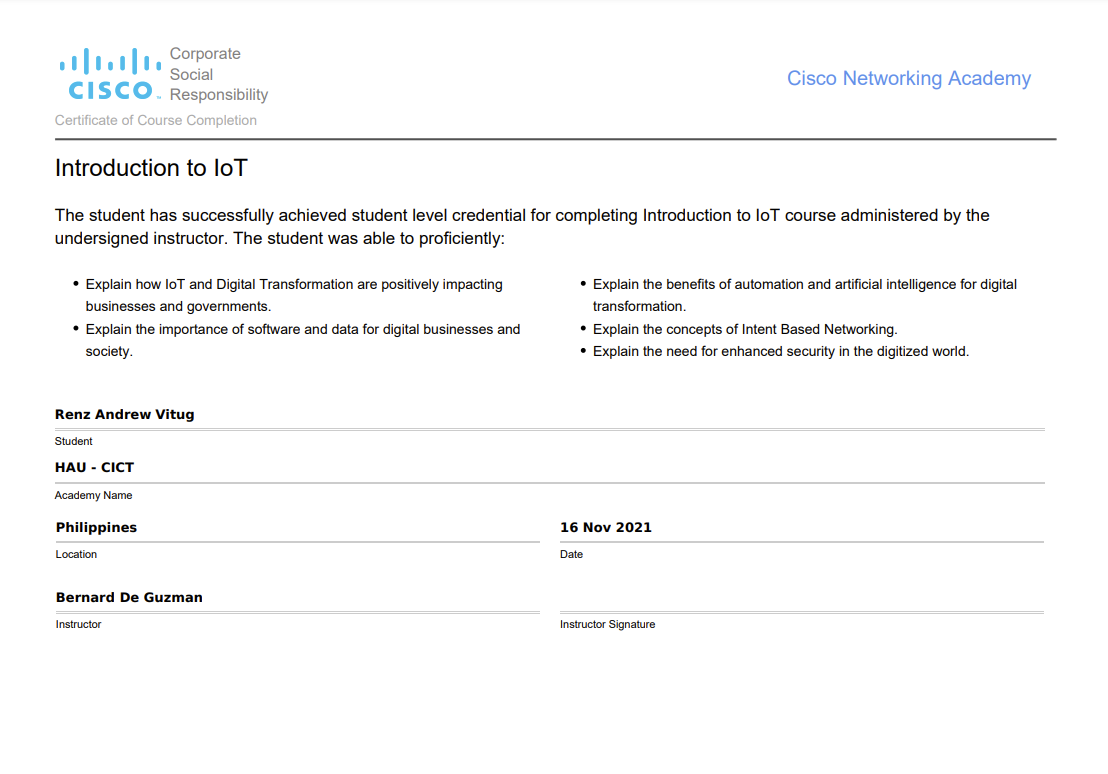 Corporate
Social
Responsibility
CISCO™
Cisco Networking Academy
Certificate of Course Completion
Introduction to IoT
The student has successfully achieved student level credential for completing Introduction to IoT course administered by the
undersigned instructor. The student was able to proficiently:
• Explain how IoT and Digital Transformation are positively impacting
businesses and governments.
• Explain the importance of software and data for digital businesses and
society.
• Explain the benefits of automation and artificial intelligence for digital
transformation.
• Explain the concepts of Intent Based Networking.
• Explain the need for enhanced security in the digitized world.
Renz Andrew Vitug
Student
HAU - CICT
Academy Name
Philippines
Location
16 Nov 2021
Date
Bernard De Guzman
Instructor
Instructor Signature